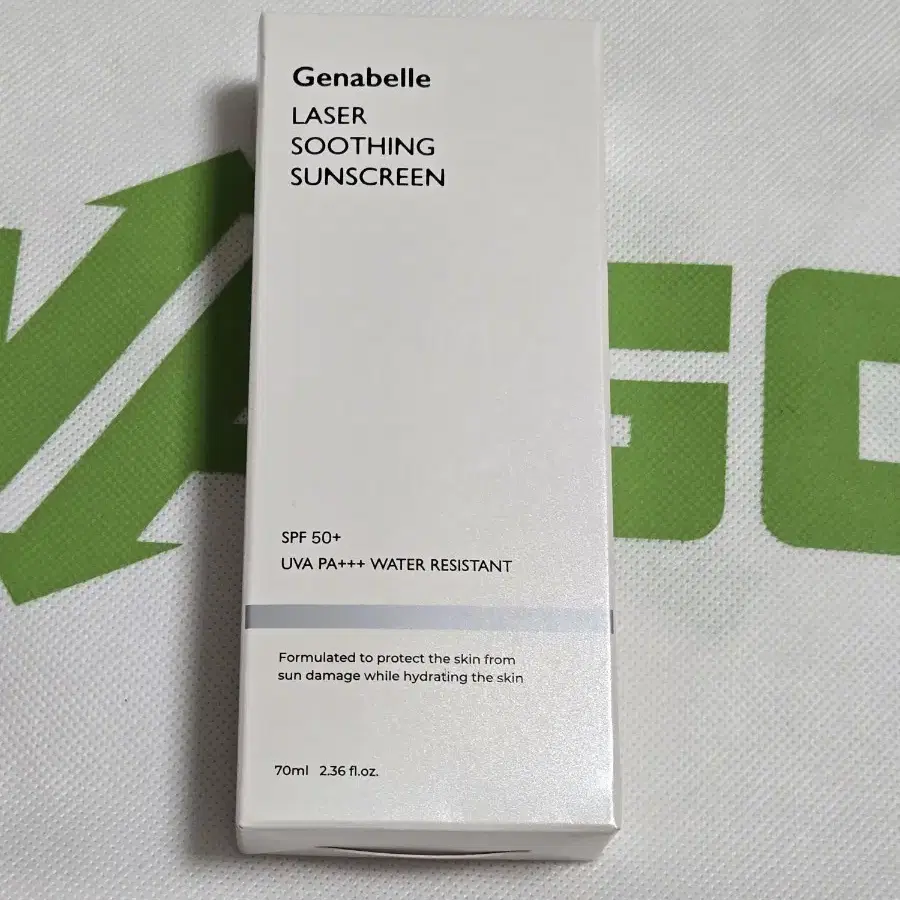 Genabelle
LASER
SOOTHING
SUNSCREEN
SPF 50+
UVA PA+++ WATER RESISTANT
Formulated to protect the skin from
sun damage while hydrating the skin
70ml 2.36 fl.oz.